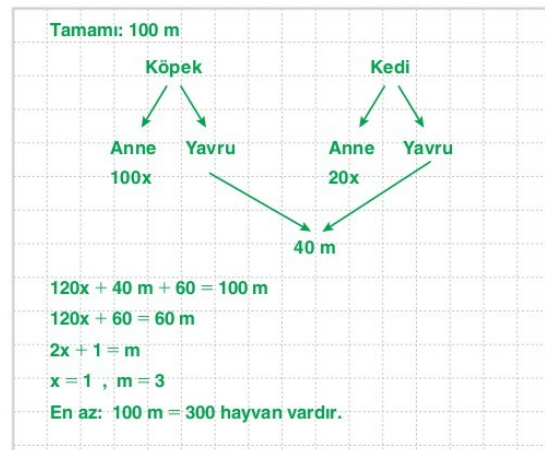 Tamamı: 100 m
Köpek Kedi
Anne Yavru Anne Yavru
100x 20x
40 m
120x + 40 m + 60 = 100 m
120x + 60 = 60 m
2x + 1 = m
x = 1 , m = 3
En az: 100 m = 300 hayvan vardır.